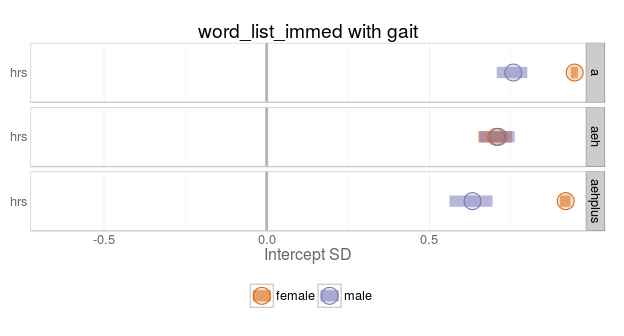 word_list_immed with gait
hrs
a
hrs
aeh
hrs
aehplus
-0.5 0.0 0.5
Intercept SD
female male